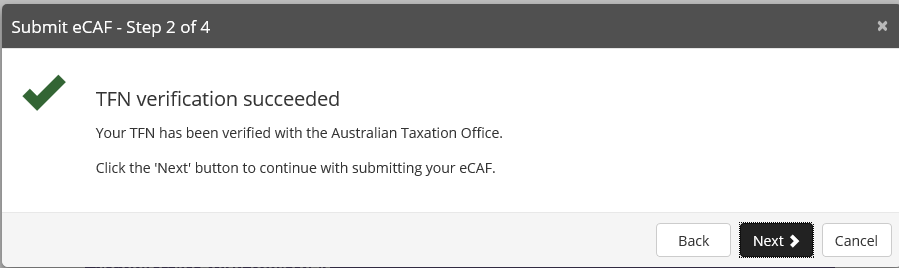 Submit eCAF - Step 2 of 4
TFN verification succeeded
Your TFN has been verified with the Australian Taxation Office.
Click the 'Next' button to continue with submitting your eCAF.
Back
Next
Cancel